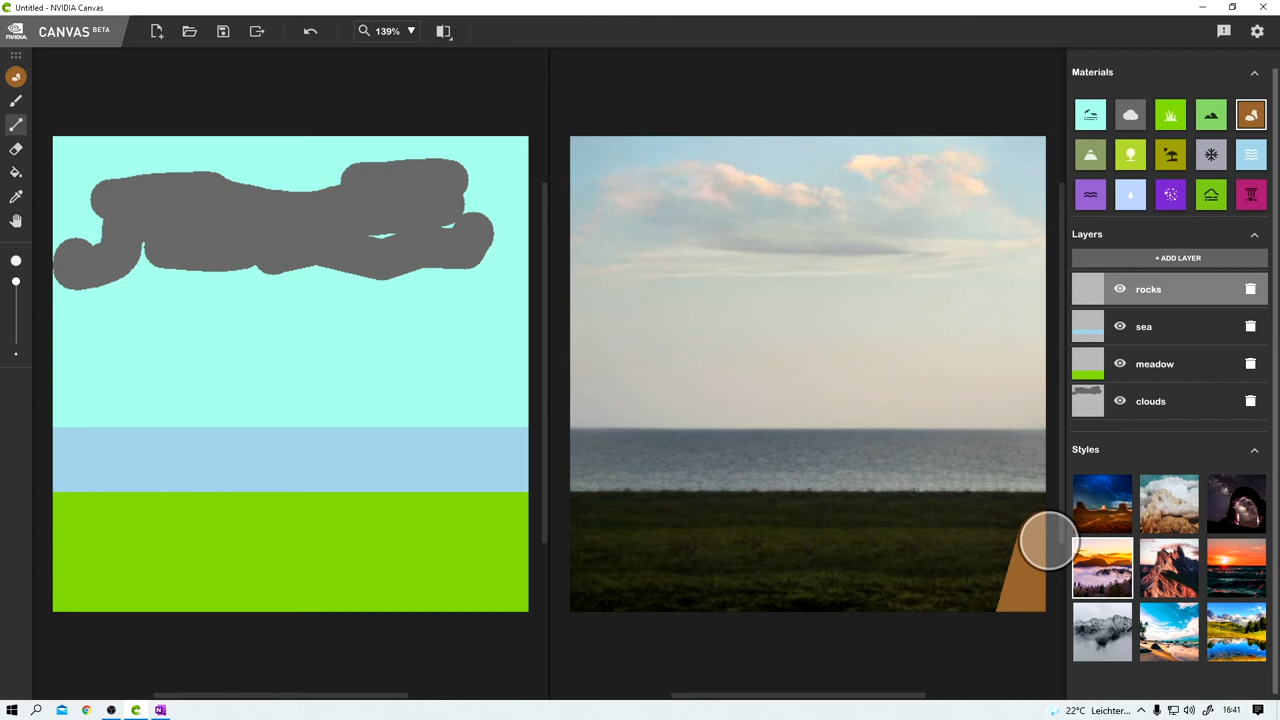 Untitled - NVIDIA Canvas
NVIDIA
CANVAS BETA
139%
Materials
Layers
+ ADD LAYER
rocks
sea
meadow
clouds
Styles
22°C Leichter...
16:41